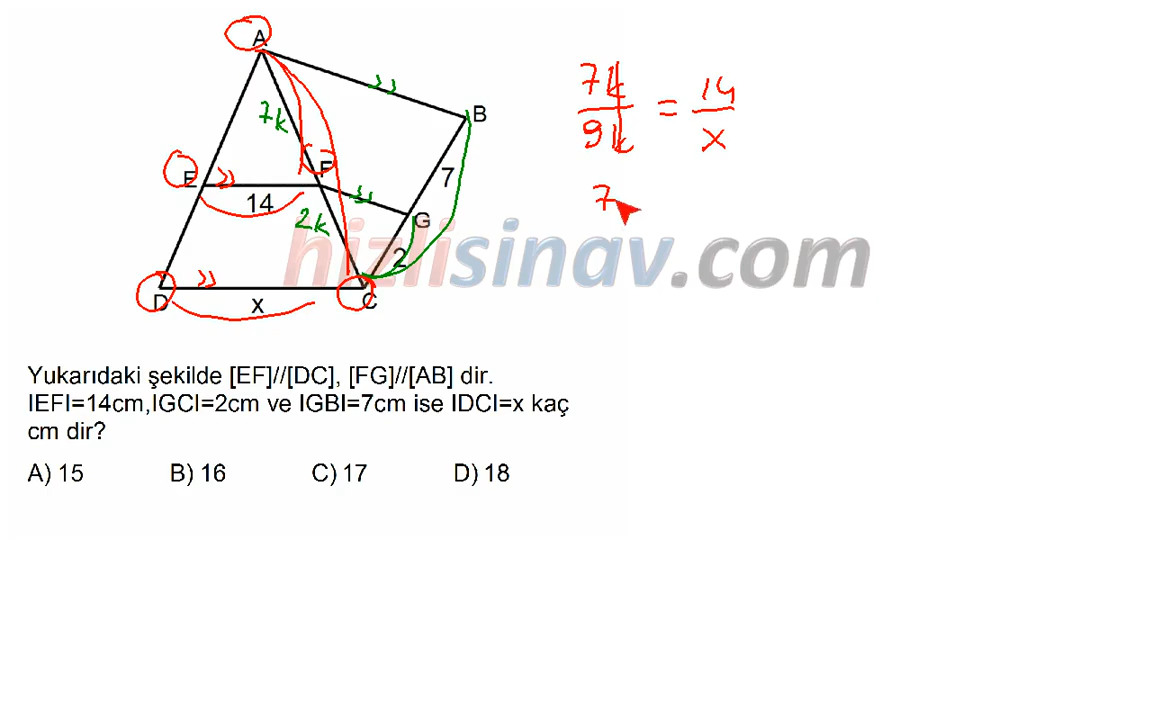 A
B
7k
7k
9k
=
14
x
E
F
7
14
7
2k
G
2
hizlisinav.com
D
x
C
Yukarıdaki şekilde [EF]//[DC], [FG]//[AB] dir.
IEFI=14cm,IGCI=2cm ve IGBI=7cm ise IDCI=x kaç
cm dir?
A) 15 B) 16 C) 17 D) 18